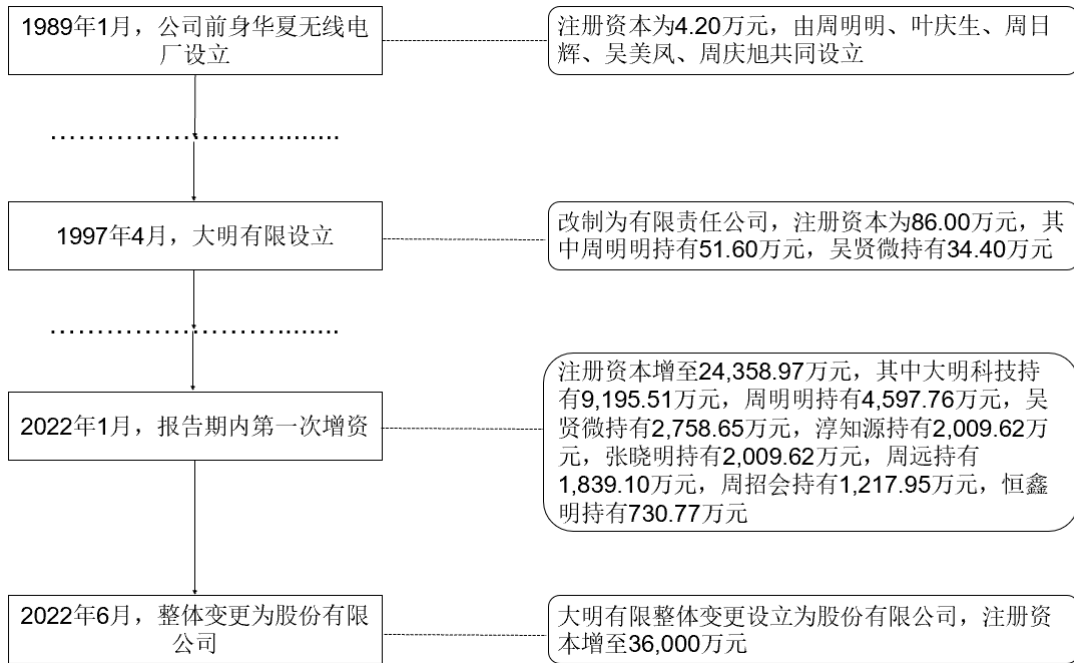 1989年1月，公司前身华夏无线电
厂设立
注册资本为4.20万元，由周明明、叶庆生、周日
辉、吴美凤、周庆旭共同设立
…………………………........
1997年4月，大明有限设立
改制为有限责任公司，注册资本为86.00万元，其
中周明明持有51.60万元，吴贤微持有34.40万元
…………………………........
2022年1月，报告期内第一次增资
注册资本增至24,358.97万元，其中大明科技持
有9,195.51万元，周明明持有4,597.76万元，吴
贤微持有2,758.65万元，淳知源持有2,009.62万
元，张晓明持有2,009.62万元，周远持有
1,839.10万元，周招会持有1,217.95万元，恒鑫
明持有730.77万元
2022年6月，整体变更为股份有限
公司
大明有限整体变更设立为股份有限公司，注册资
本增至36,000万元